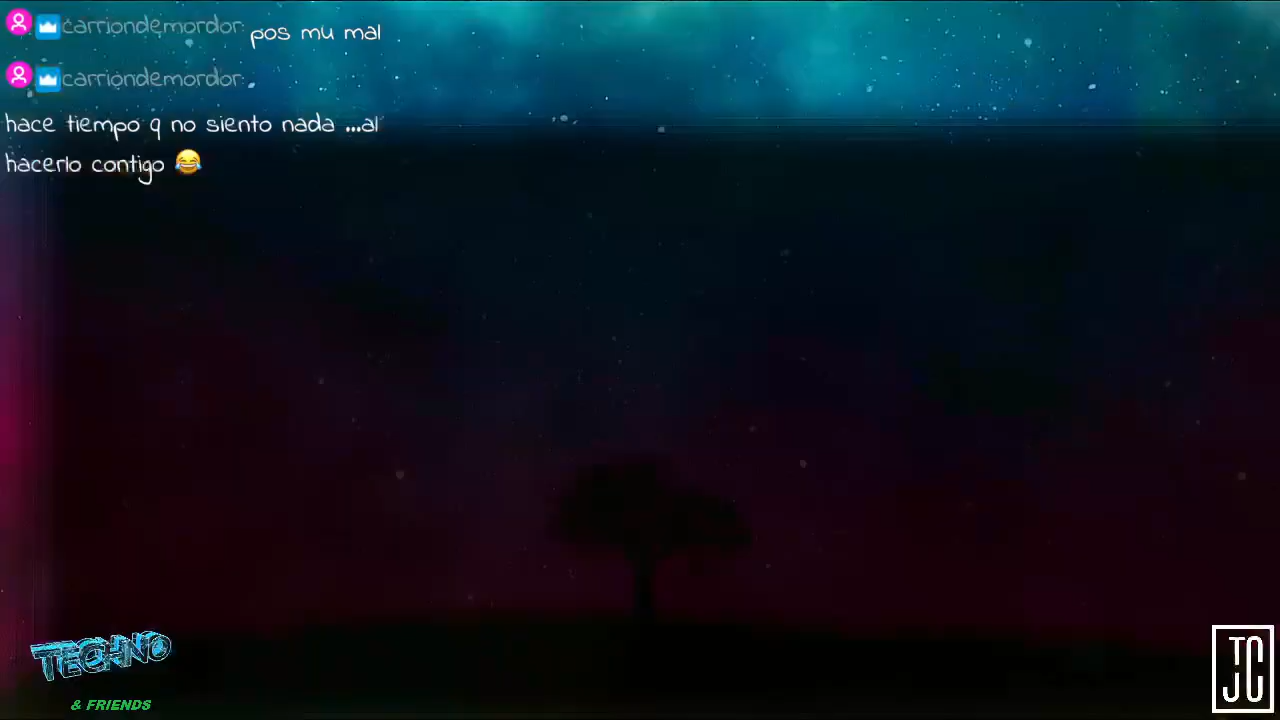 carriondemordor: pos mu mal
carriondemordor:
hace tiempo q no siento nada ...al
hacerlo contigo 😂
TECHNO
& FRIENDS
JC